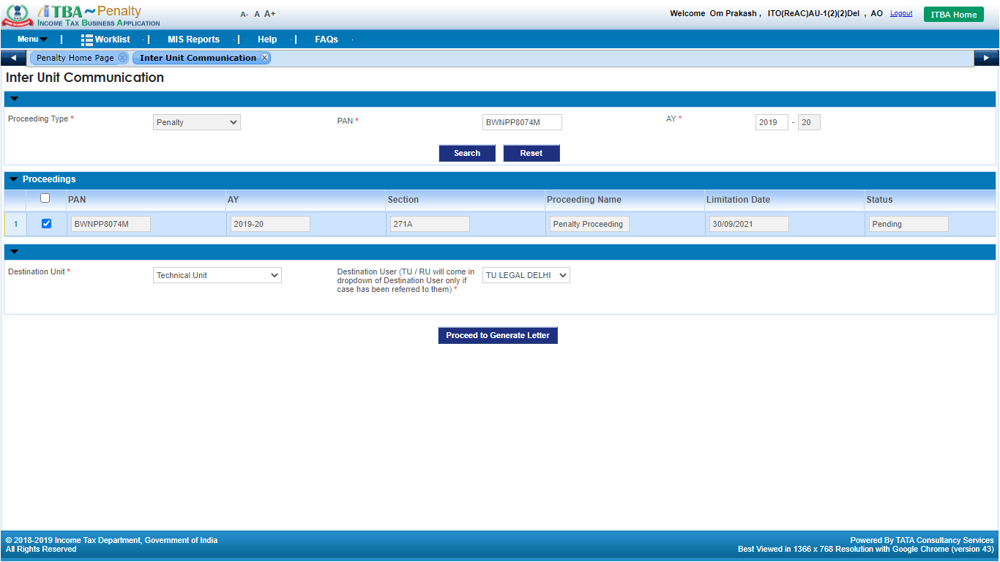 ITBA ~ Penalty
INCOME TAX BUSINESS APPLICATION
A- A A+
Welcome Om Prakash , ITO(ReAC)AU-1(2)(2)Del , AO Logout ITBA Home
Menu | Worklist | MIS Reports | Help | FAQs
Penalty Home Page Inter Unit Communication
Inter Unit Communication
Proceeding Type * Penalty PAN * BWNPP8074M AY * 2019 - 20
Search Reset
Proceedings
PAN AY Section Proceeding Name Limitation Date Status
1 BWNPP8074M 2019-20 271A Penalty Proceeding 30/09/2021 Pending
Destination Unit * Technical Unit Destination User (TU / RU will come in TU LEGAL DELHI
dropdown of Destination User only if
case has been referred to them) *
Proceed to Generate Letter
© 2018-2019 Income Tax Department, Government of India Powered By TATA Consultancy Services
All Rights Reserved Best Viewed in 1366 x 768 Resolution with Google Chrome (version 43)